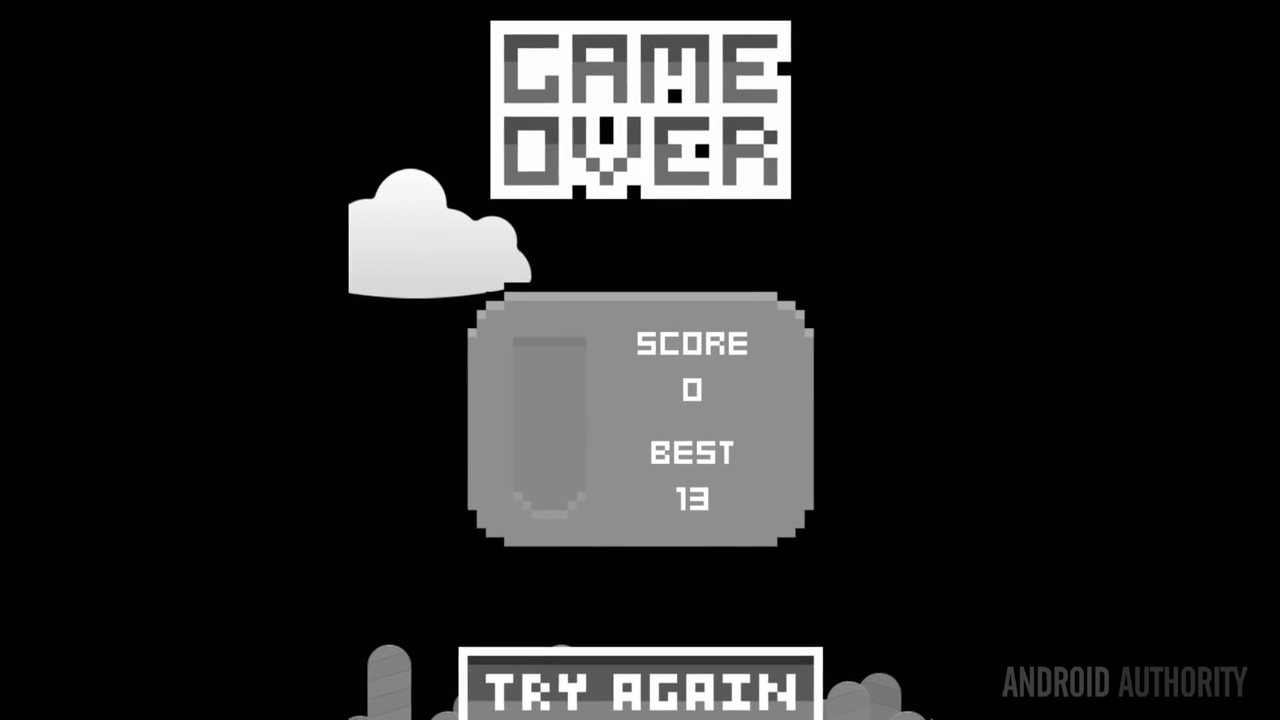 GAME
OVER
SCORE
0
BEST
13
TRY AGAIN
ANDROID AUTHORITY